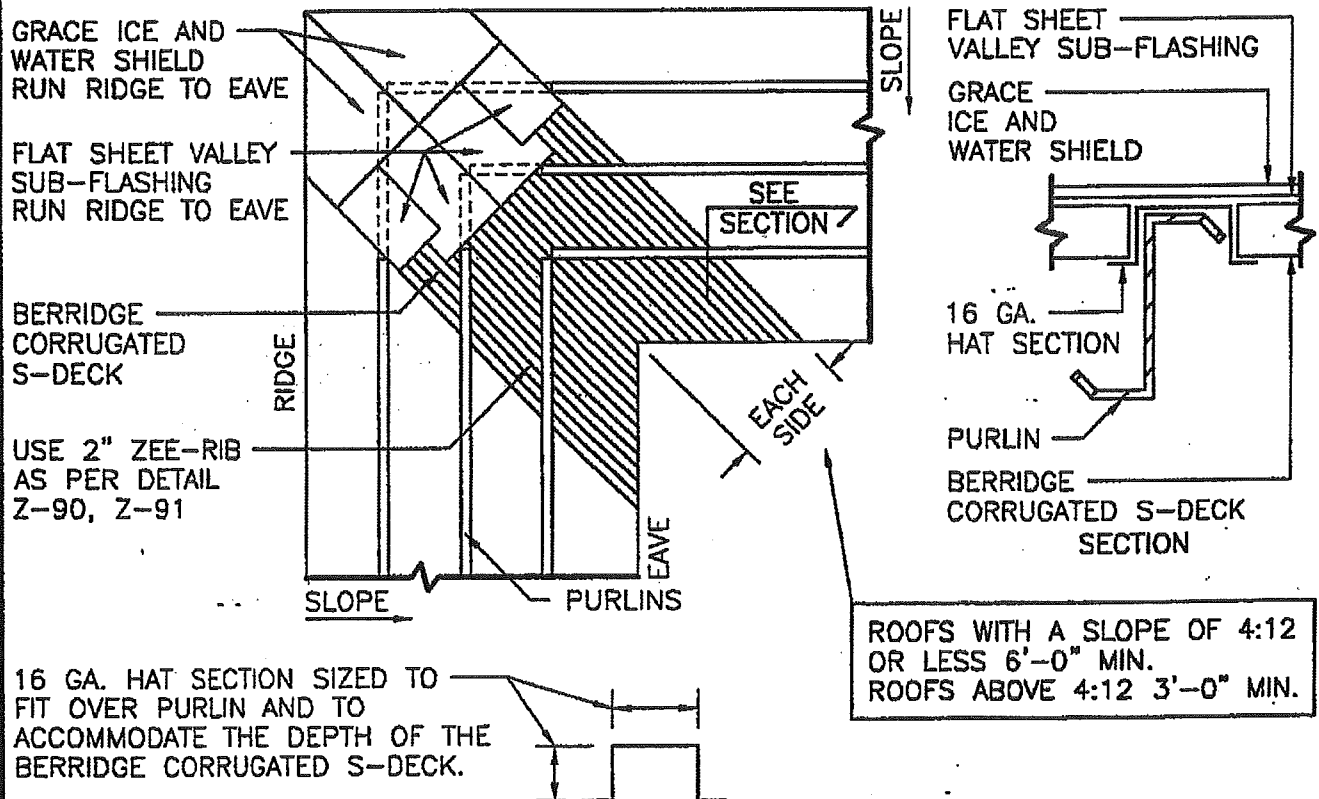 GRACE ICE AND
WATER SHIELD
RUN RIDGE TO EAVE
FLAT SHEET VALLEY
SUB-FLASHING
RUN RIDGE TO EAVE
BERRIDGE
CORRUGATED
S-DECK
RIDGE
USE 2" ZEE-RIB
AS PER DETAIL
Z-90, Z-91
SLOPE
PURLINS
EAVE
SLOPE
SEE
SECTION
EACH
SIDE
FLAT SHEET
VALLEY SUB-FLASHING
GRACE
ICE AND
WATER SHIELD
16 GA.
HAT SECTION
PURLIN
BERRIDGE
CORRUGATED S-DECK
SECTION
ROOFS WITH A SLOPE OF 4:12
OR LESS 6'-0" MIN.
ROOFS ABOVE 4:12 3'-0" MIN.
16 GA. HAT SECTION SIZED TO
FIT OVER PURLIN AND TO
ACCOMMODATE THE DEPTH OF THE
BERRIDGE CORRUGATED S-DECK.